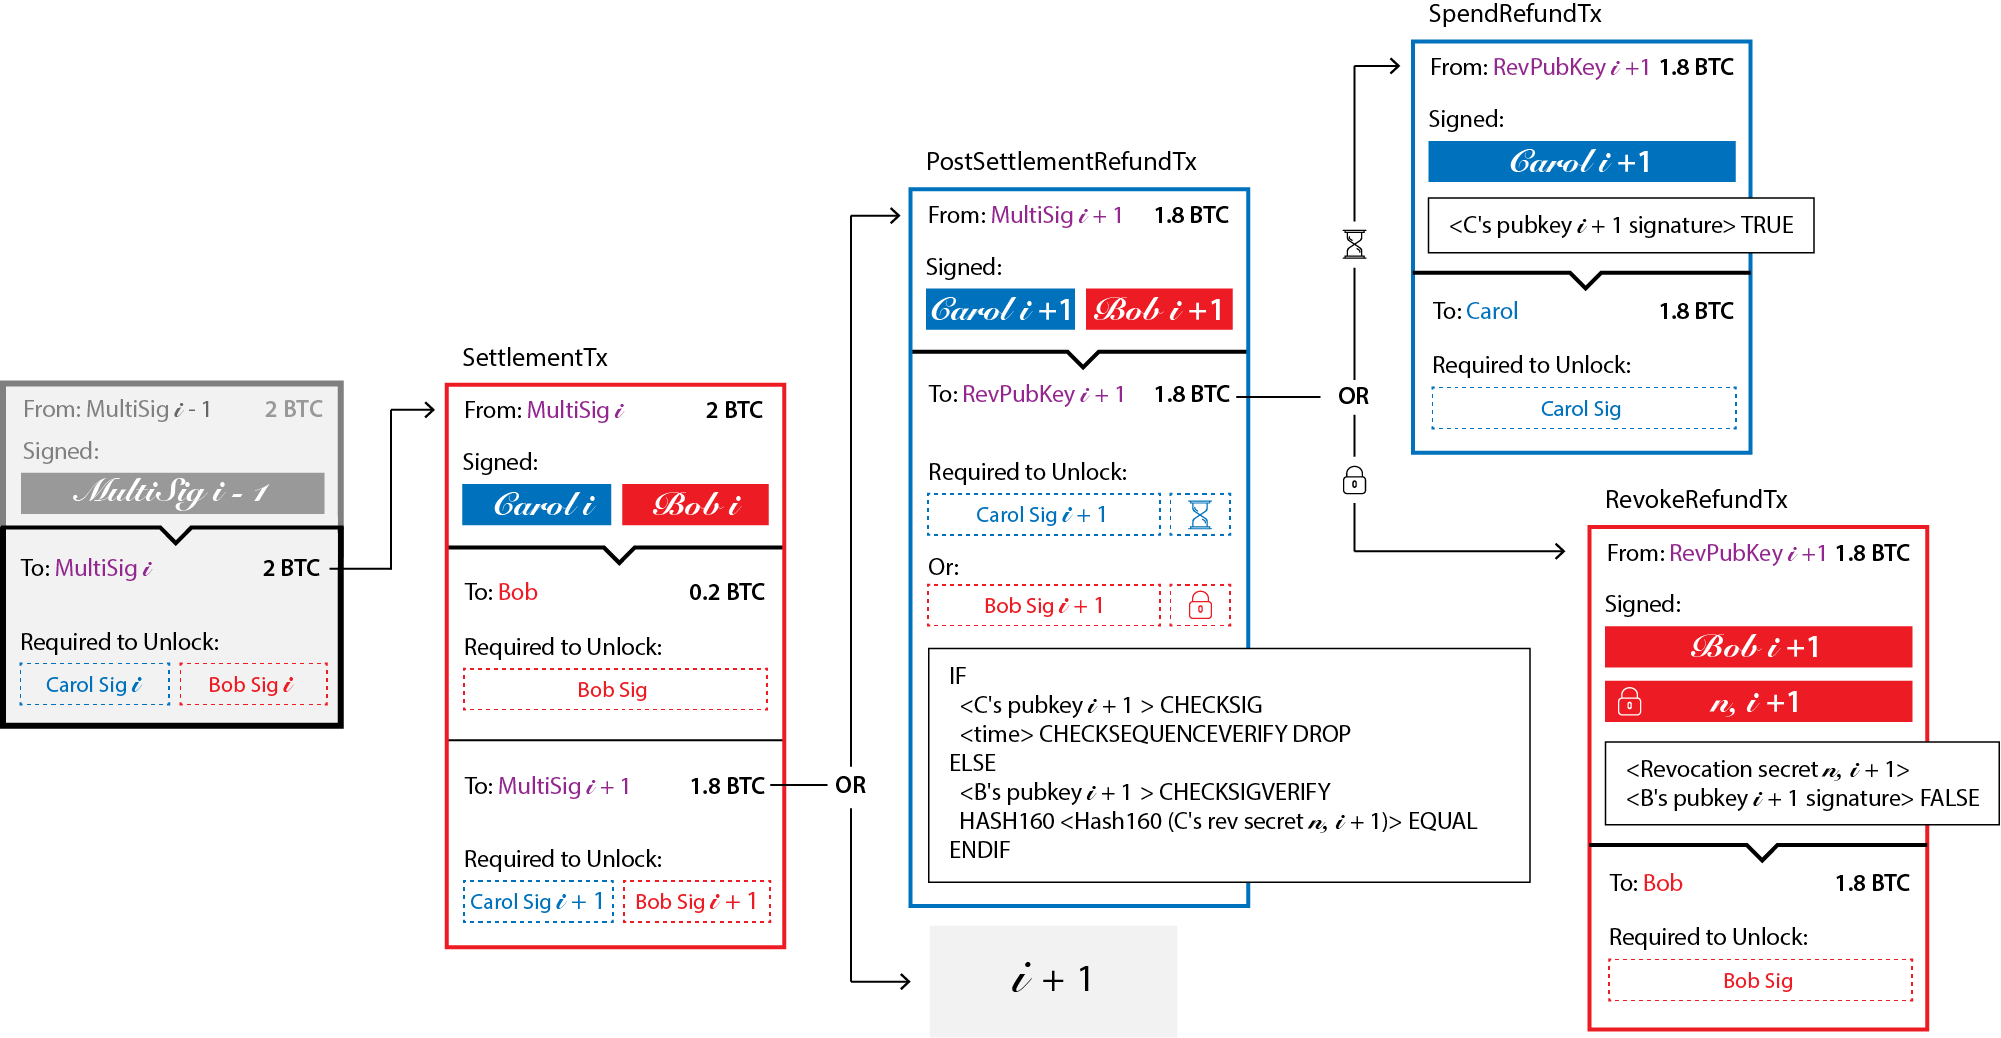 From: MultiSig i - 1 2 BTC
Signed:
MultiSig i - 1
To: MultiSig i 2 BTC
Required to Unlock:
Carol Sig i Bob Sig i
SettlementTx
From: MultiSig i 2 BTC
Signed:
Carol i Bob i
To: Bob 0.2 BTC
Required to Unlock:
Bob Sig
To: MultiSig i + 1 1.8 BTC
Required to Unlock:
Carol Sig i + 1 Bob Sig i + 1
OR
PostSettlementRefundTx
From: MultiSig i + 1 1.8 BTC
Signed:
Carol i +1 Bob i +1
To: RevPubKey i + 1 1.8 BTC
Required to Unlock:
Carol Sig i + 1
Or:
Bob Sig i + 1
IF
<C's pubkey i + 1 > CHECKSIG
<time> CHECKSEQUENCEVERIFY DROP
ELSE
<B's pubkey i + 1 > CHECKSIGVERIFY
HASH160 <Hash160 (C's rev secret n, i + 1)> EQUAL
ENDIF
i + 1
OR
SpendRefundTx
From: RevPubKey i +1 1.8 BTC
Signed:
Carol i +1
<C's pubkey i + 1 signature> TRUE
To: Carol 1.8 BTC
Required to Unlock:
Carol Sig
RevokeRefundTx
From: RevPubKey i +1 1.8 BTC
Signed:
Bob i +1
n, i +1
<Revocation secret n, i + 1>
<B's pubkey i + 1 signature> FALSE
To: Bob 1.8 BTC
Required to Unlock:
Bob Sig